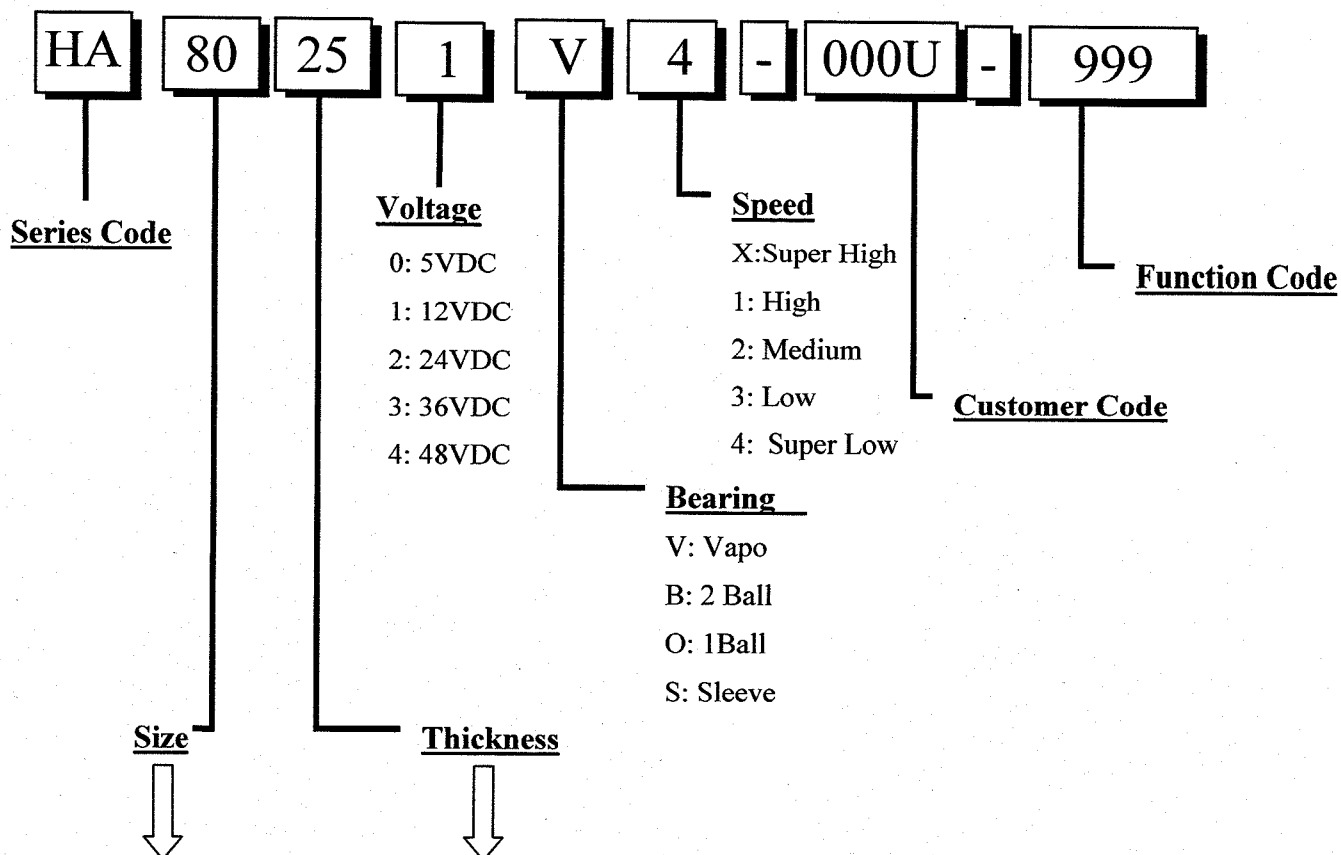 HA 80 25 1 V 4 - 000U - 999
Series Code
Voltage
0: 5VDC
1: 12VDC
2: 24VDC
3: 36VDC
4: 48VDC
Speed
X:Super High
1: High
2: Medium
3: Low
4: Super Low
Function Code
Customer Code
Bearing
V: Vapo
B: 2 Ball
O: 1Ball
S: Sleeve
Size
Thickness